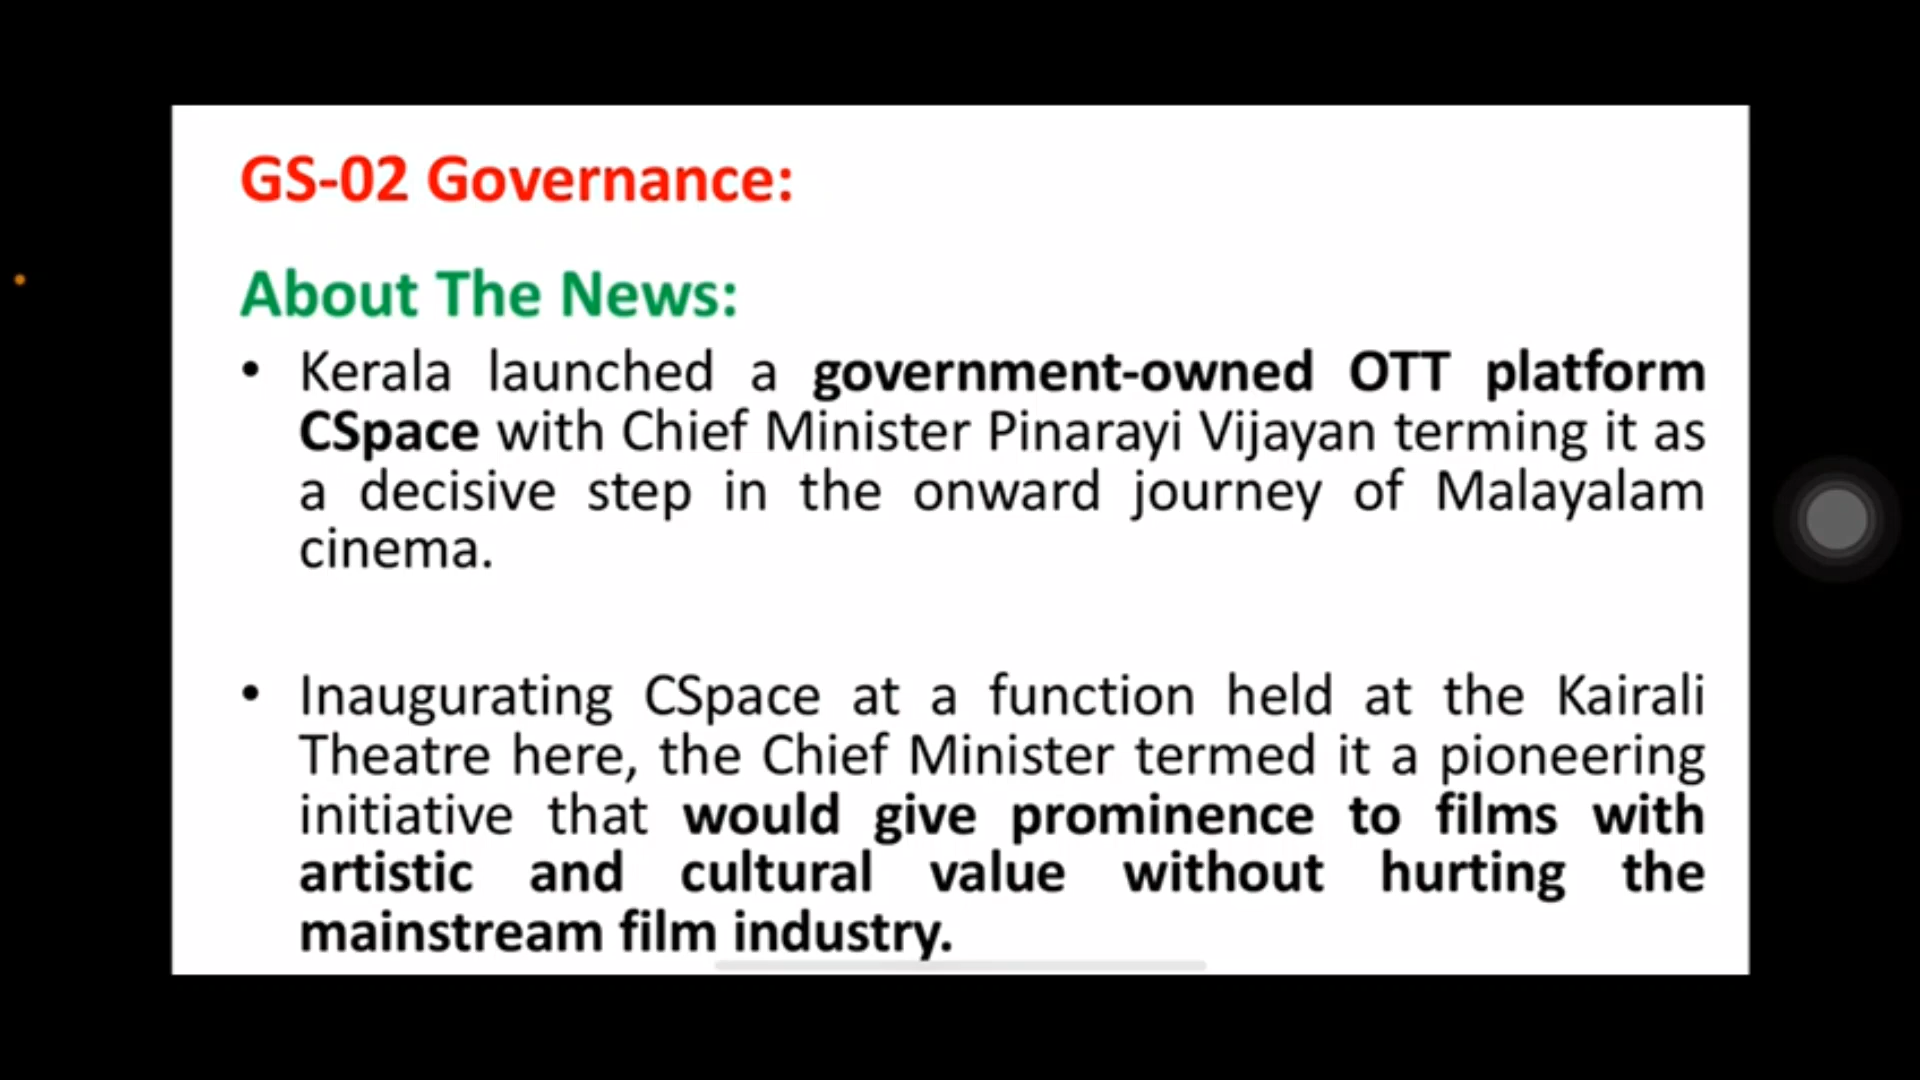 GS-02 Governance:
About The News:
• Kerala launched a government-owned OTT platform
CSpace with Chief Minister Pinarayi Vijayan terming it as
a decisive step in the onward journey of Malayalam
cinema.
• Inaugurating CSpace at a function held at the Kairali
Theatre here, the Chief Minister termed it a pioneering
initiative that would give prominence to films with
artistic and cultural value without hurting the
mainstream film industry.